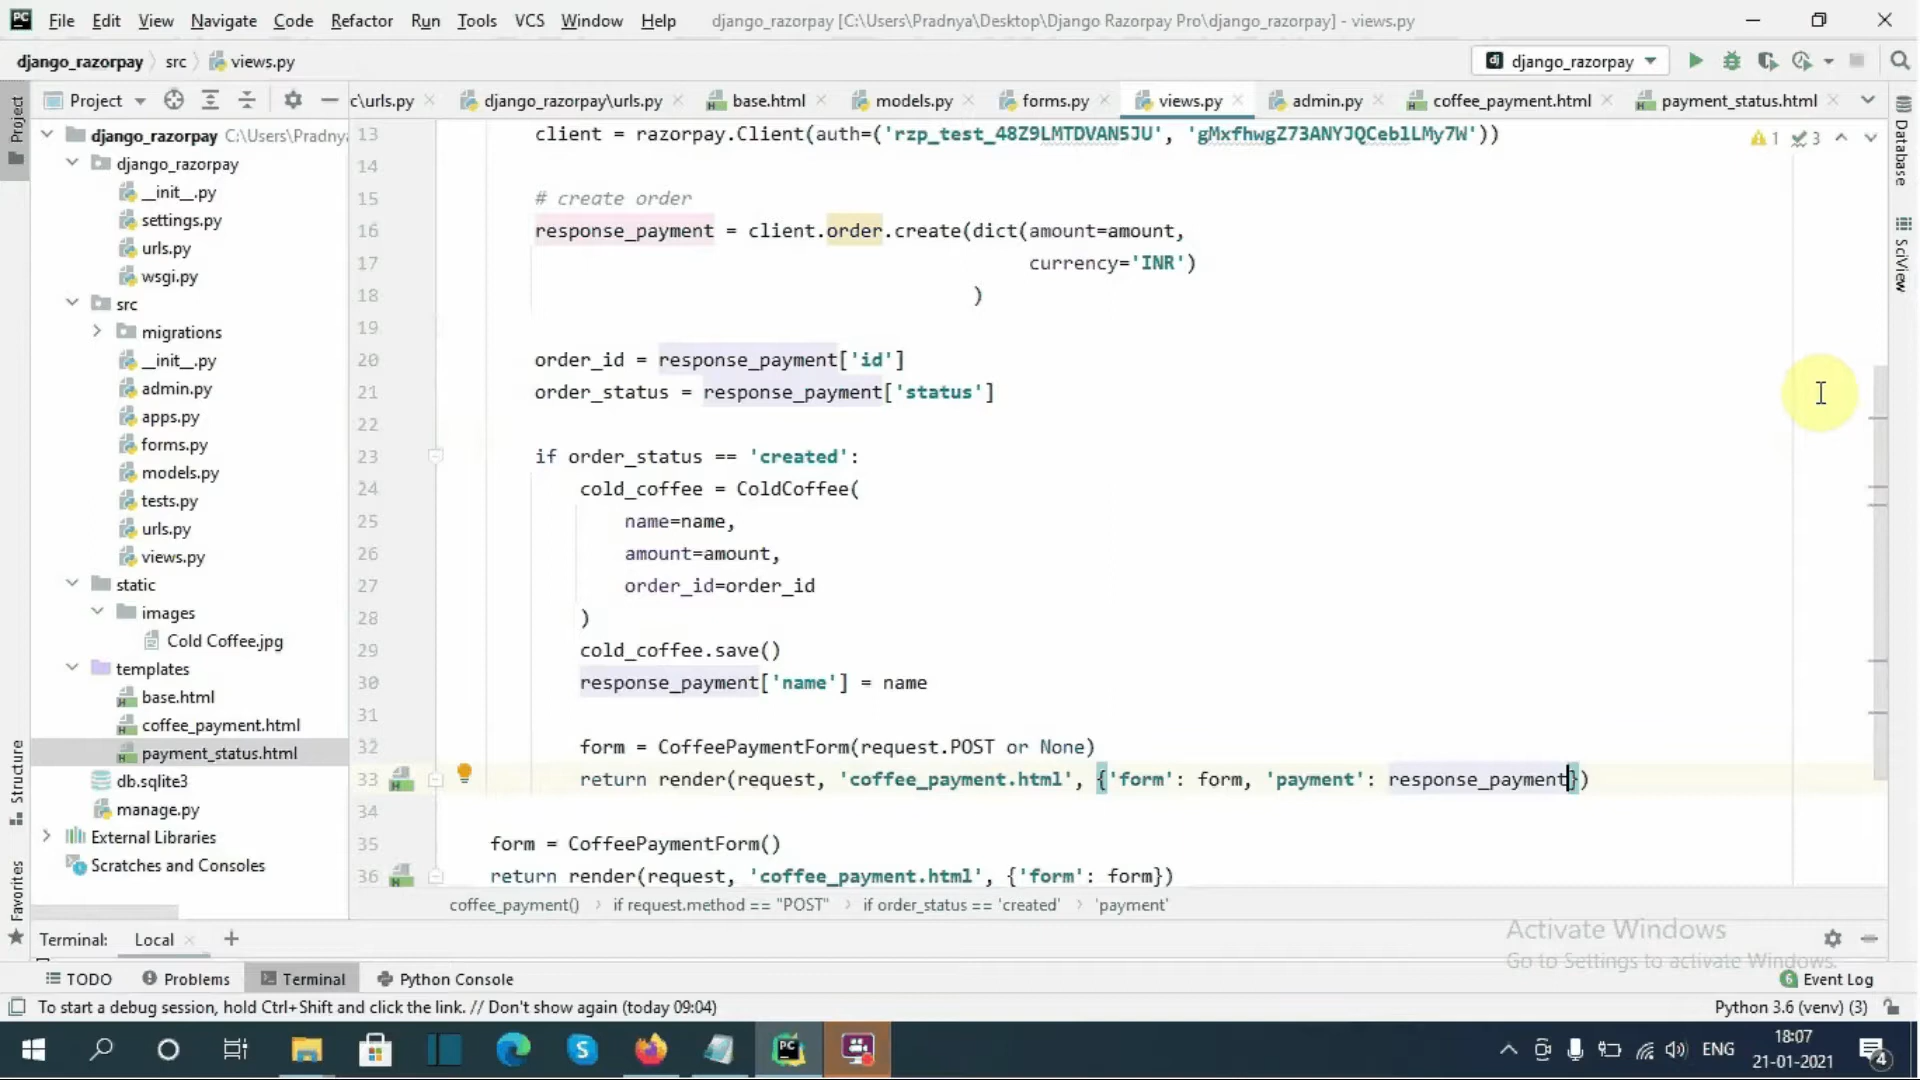 File Edit View Navigate Code Refactor Run Tools VCS Window Help django_razorpay [C:\Users\Pradnya\Desktop\Django Razorpay Pro\django_razorpay] - views.py
django_razorpay src views.py django_razorpay
Project c\urls.py django_razorpay\urls.py base.html models.py forms.py views.py admin.py coffee_payment.html payment_status.html
Project
Structure
Favorites
Database
SciView
django_razorpay C:\Users\Pradnya
django_razorpay
__init__.py
settings.py
urls.py
wsgi.py
src
migrations
__init__.py
admin.py
apps.py
forms.py
models.py
tests.py
urls.py
views.py
static
images
Cold Coffee.jpg
templates
base.html
coffee_payment.html
payment_status.html
db.sqlite3
manage.py
External Libraries
Scratches and Consoles
1 3
13 client = razorpay.Client(auth=('rzp_test_48Z9LMTDVAN5JU', 'gMxfhwgZ73ANYJQCeblLMy7W'))
14
15 # create order
16 response_payment = client.order.create(dict(amount=amount,
17 currency='INR')
18 )
19
20 order_id = response_payment['id']
21 order_status = response_payment['status']
22
23 if order_status == 'created':
24 cold_coffee = ColdCoffee(
25 name=name,
26 amount=amount,
27 order_id=order_id
28 )
29 cold_coffee.save()
30 response_payment['name'] = name
31
32 form = CoffeePaymentForm(request.POST or None)
33 return render(request, 'coffee_payment.html', {'form': form, 'payment': response_payment})
34
35 form = CoffeePaymentForm()
36 return render(request, 'coffee_payment.html', {'form': form})
coffee_payment() if request.method == "POST" if order_status == 'created' 'payment'
Activate Windows
Go to Settings to activate Windows.
Terminal: Local
TODO Problems Terminal Python Console 6 Event Log
To start a debug session, hold Ctrl+Shift and click the link. // Don't show again (today 09:04) Python 3.6 (venv) (3)
ENG 18:07
21-01-2021 4